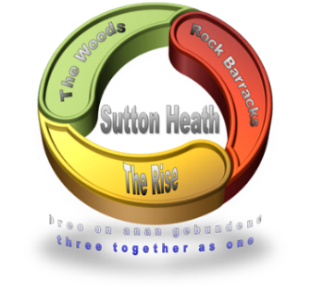 The Woods
Rock Barracks
Sutton Heath
The Rise
þreo on anan gebundene
three together as one